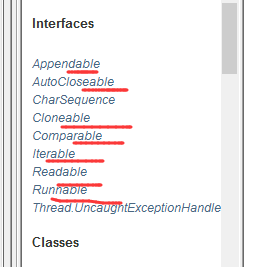 Interfaces
Appendable
AutoCloseable
CharSequence
Cloneable
Comparable
Iterable
Readable
Runnable
Thread.UncaughtExceptionHandle
Classes